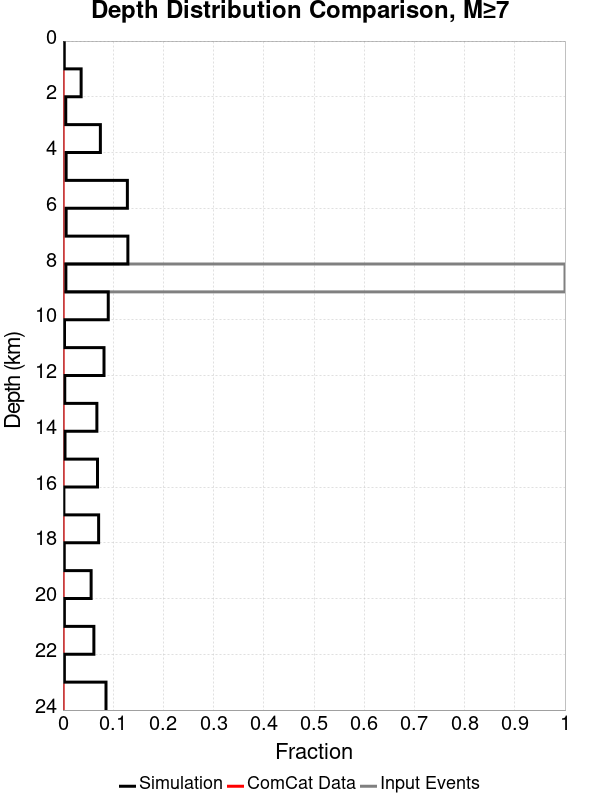 Depth Distribution Comparison, M≥7
0
2
4
6
8
10
12
14
16
18
20
22
24
Depth (km)
0 0.1 0.2 0.3 0.4 0.5 0.6 0.7 0.8 0.9 1
Fraction
Simulation ComCat Data Input Events